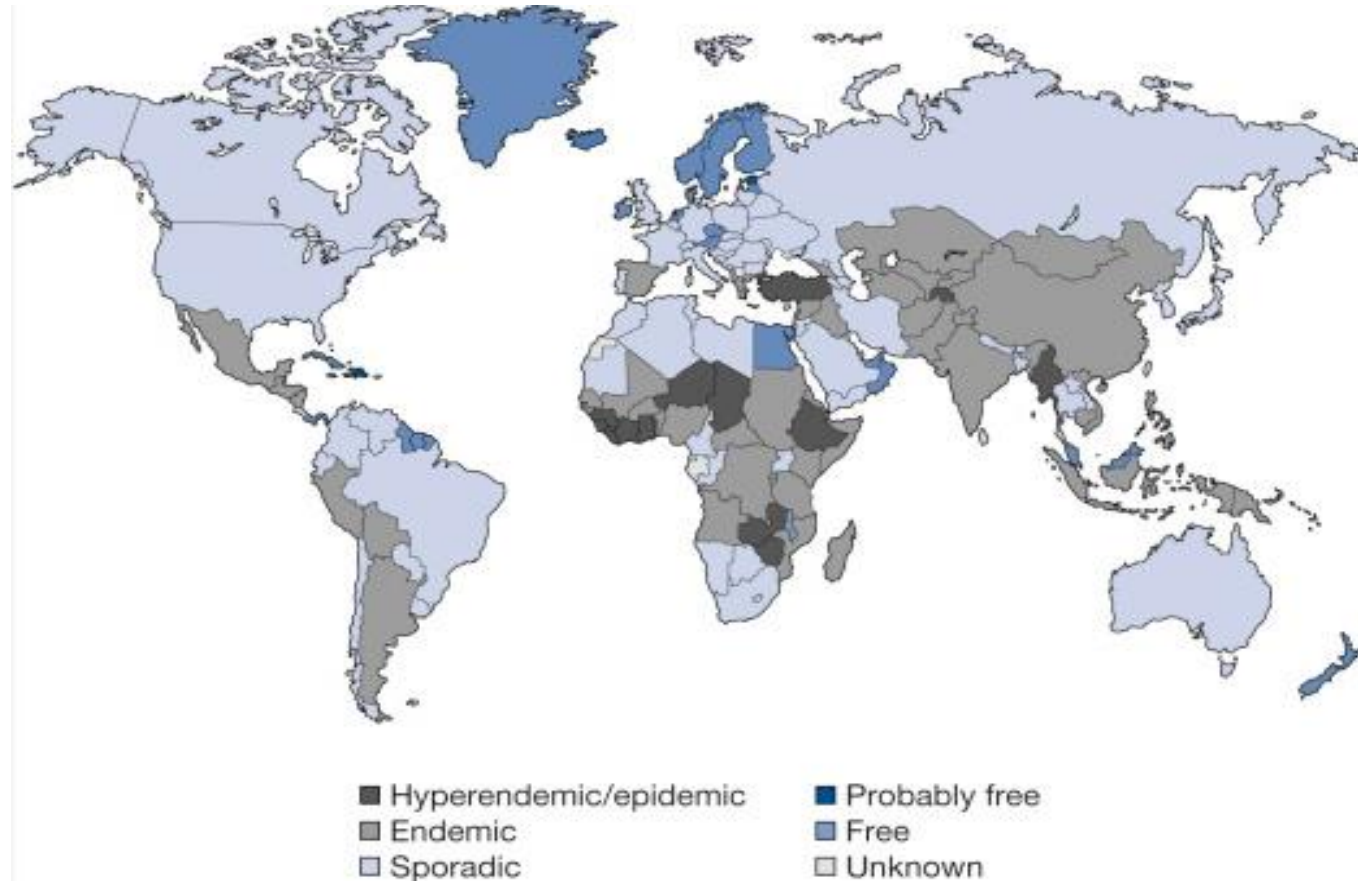 Hyperendemic/epidemic
Endemic
Sporadic
Probably free
Free
Unknown